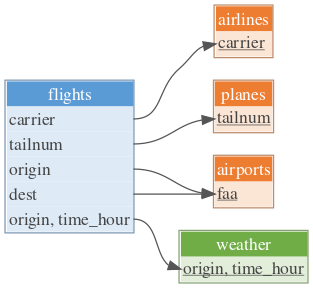 flights
carrier
tailnum
origin
dest
origin, time_hour
airlines
carrier
planes
tailnum
airports
faa
weather
origin, time_hour